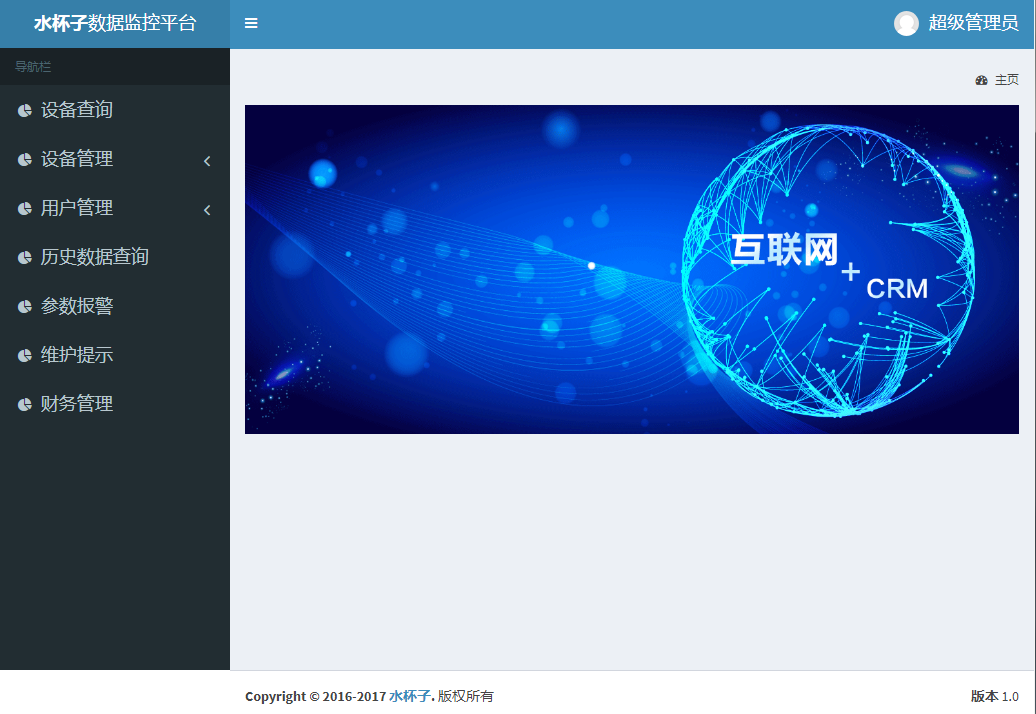 水杯子数据监控平台
超级管理员
导航栏
主页
设备查询
设备管理
用户管理
历史数据查询
参数报警
维护提示
财务管理
互联网
+
CRM
Copyright © 2016-2017 水杯子. 版权所有
版本 1.0